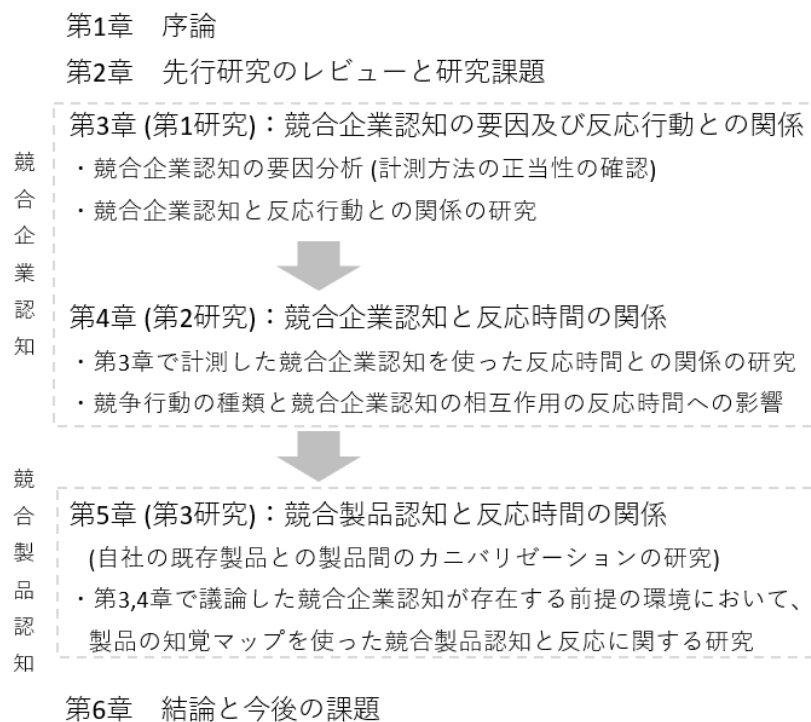 第1章　序論
第2章　先行研究のレビューと研究課題
競合企業認知
第3章 (第1研究)：競合企業認知の要因及び反応行動との関係
・競合企業認知の要因分析 (計測方法の正当性の確認)
・競合企業認知と反応行動との関係の研究
第4章 (第2研究)：競合企業認知と反応時間の関係
・第3章で計測した競合企業認知を使った反応時間との関係の研究
・競争行動の種類と競合企業認知の相互作用の反応時間への影響
競合製品認知
第5章 (第3研究)：競合製品認知と反応時間の関係
(自社の既存製品との製品間のカニバリゼーションの研究)
・第3,4章で議論した競合企業認知が存在する前提の環境において、
製品の知覚マップを使った競合製品認知と反応に関する研究
第6章　結論と今後の課題